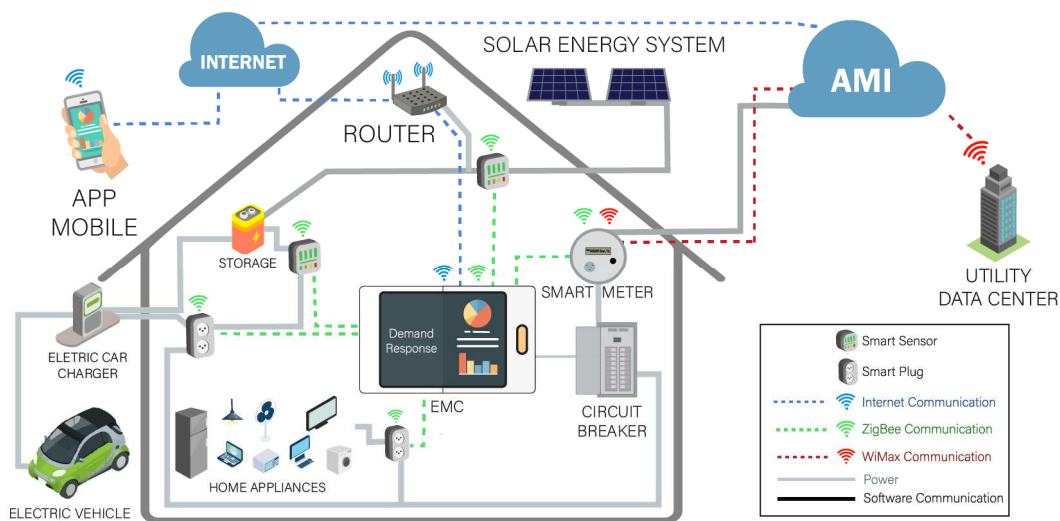 INTERNET
SOLAR ENERGY SYSTEM
AMI
ROUTER
APP
MOBILE
STORAGE
SMART METER
UTILITY
DATA CENTER
ELETRIC CAR
CHARGER
Demand
Response
EMC
CIRCUIT
BREAKER
HOME APPLIANCES
ELECTRIC VEHICLE
Smart Sensor
Smart Plug
Internet Communication
ZigBee Communication
WiMax Communication
Power
Software Communication